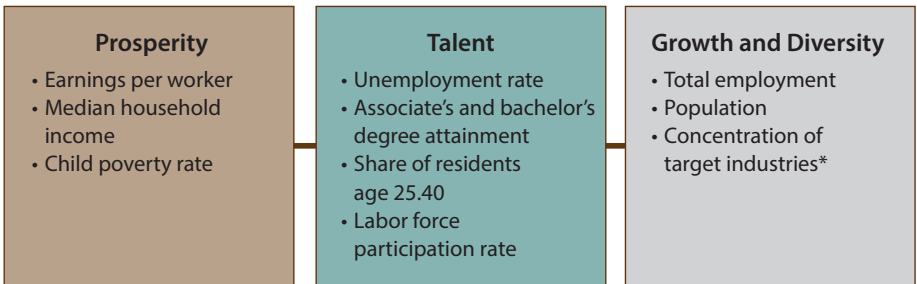 Prosperity
• Earnings per worker
• Median household
income
• Child poverty rate
Talent
• Unemployment rate
• Associate's and bachelor's
degree attainment
• Share of residents
age 25.40
• Labor force
participation rate
Growth and Diversity
• Total employment
• Population
• Concentration of
target industries*